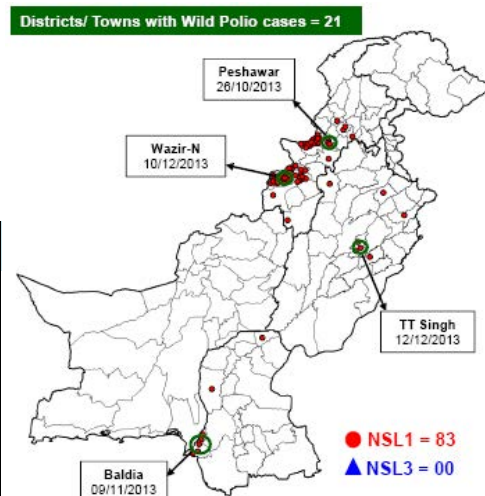 Districts/ Towns with Wild Polio cases = 21
Peshawar
26/10/2013
Wazir-N
10/12/2013
TT Singh
12/12/2013
NSL1 = 83
NSL3 = 00
Baldia
09/11/2013